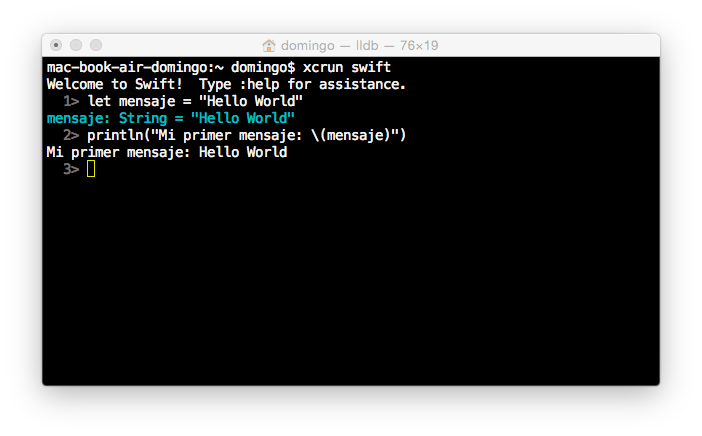 domingo — lldb — 76×19
mac-book-air-domingo:~ domingo$ xcrun swift
Welcome to Swift!  Type :help for assistance.
  1> let mensaje = "Hello World"
mensaje: String = "Hello World"
  2> println("Mi primer mensaje: \(mensaje)")
Mi primer mensaje: Hello World
  3>